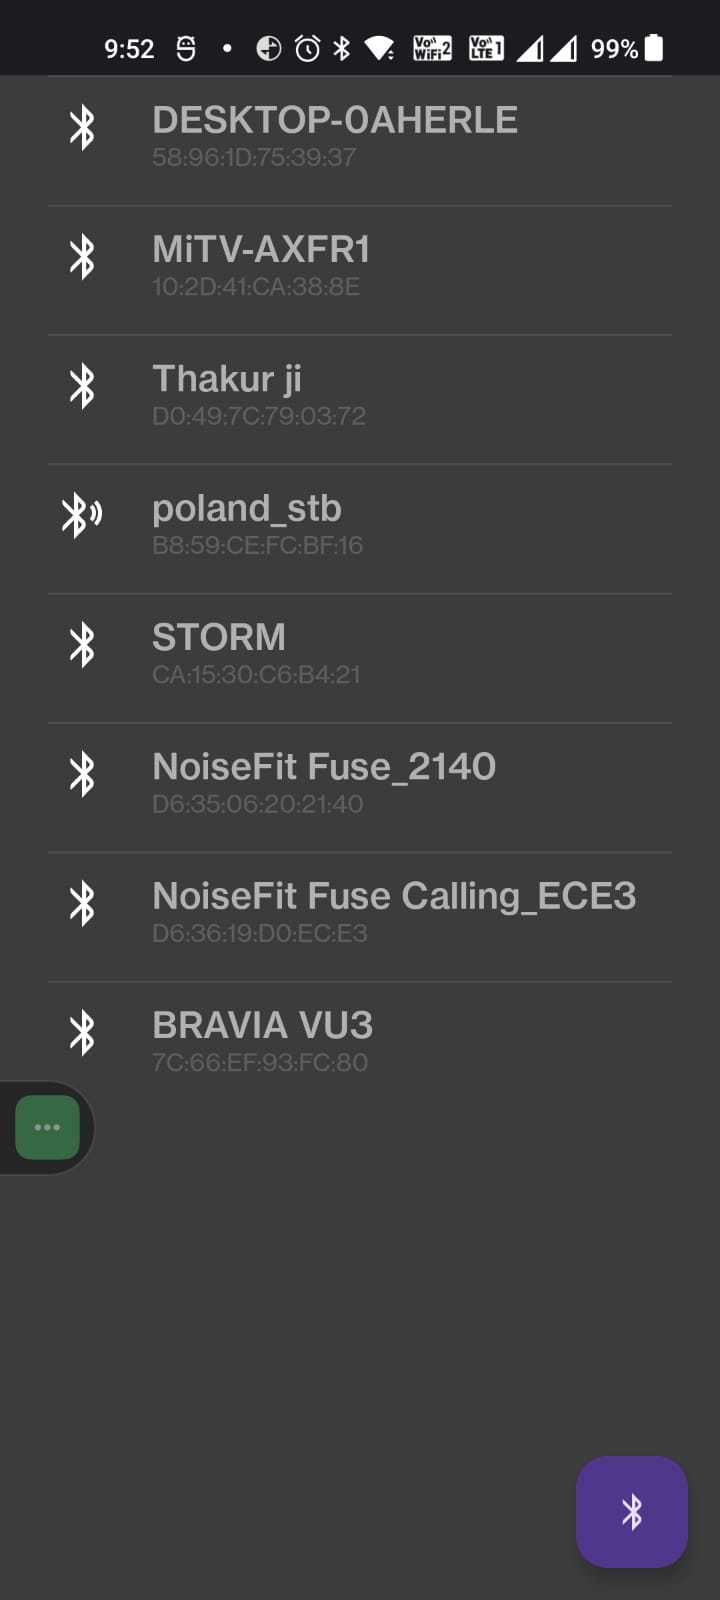 9:52 Vo WiFi2 Vo LTE1 99%
DESKTOP-0AHERLE
58:96:1D:75:39:37
MiTV-AXFR1
10:2D:41:CA:38:8E
Thakur ji
D0:49:7C:79:03:72
poland_stb
B8:59:CE:FC:BF:16
STORM
CA:15:30:C6:B4:21
NoiseFit Fuse_2140
D6:35:06:20:21:40
NoiseFit Fuse Calling_ECE3
D6:36:19:D0:EC:E3
BRAVIA VU3
7C:66:EF:93:FC:80